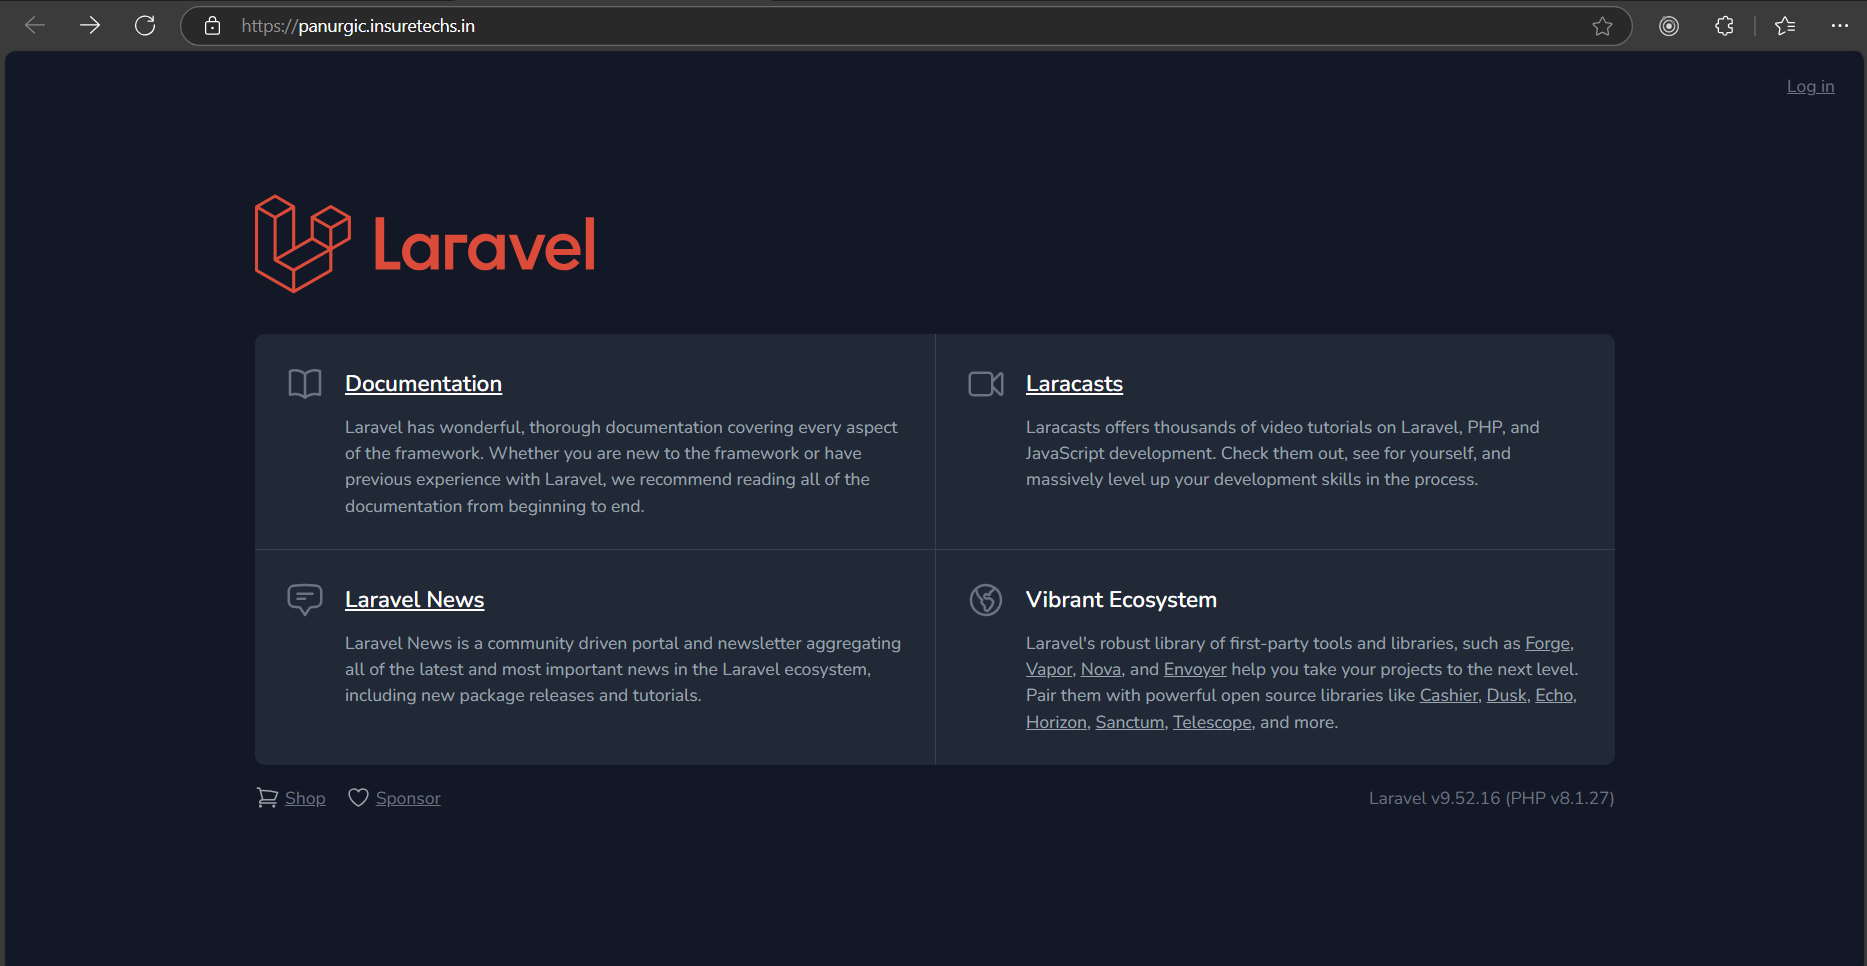 https://panurgic.insuretechs.in
Log in
Laravel
Documentation
Laravel has wonderful, thorough documentation covering every aspect
of the framework. Whether you are new to the framework or have
previous experience with Laravel, we recommend reading all of the
documentation from beginning to end.
Laracasts
Laracasts offers thousands of video tutorials on Laravel, PHP, and
JavaScript development. Check them out, see for yourself, and
massively level up your development skills in the process.
Laravel News
Laravel News is a community driven portal and newsletter aggregating
all of the latest and most important news in the Laravel ecosystem,
including new package releases and tutorials.
Vibrant Ecosystem
Laravel's robust library of first-party tools and libraries, such as Forge,
Vapor, Nova, and Envoyer help you take your projects to the next level.
Pair them with powerful open source libraries like Cashier, Dusk, Echo,
Horizon, Sanctum, Telescope, and more.
Shop Sponsor
Laravel v9.52.16 (PHP v8.1.27)